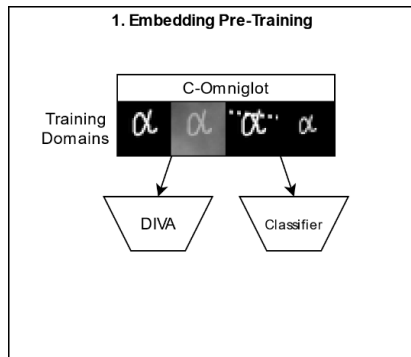 1. Embedding Pre-Training
C-Omniglot
Training
Domains
α α α α
DIVA
Classifier